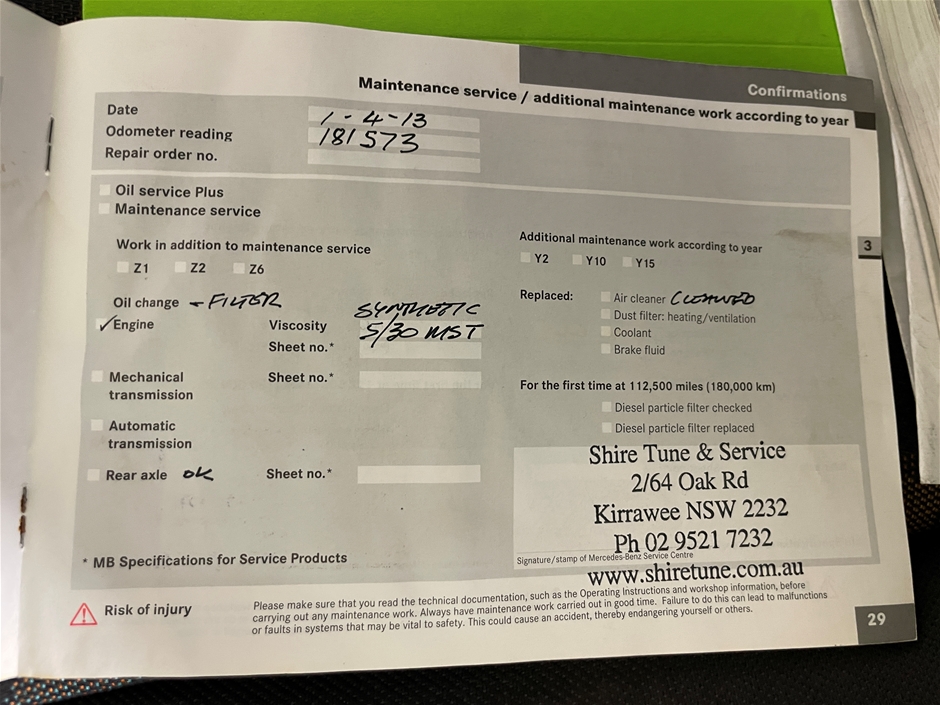 Confirmations
Maintenance service / additional maintenance work according to year
Date 1-4-13
Odometer reading 181573
Repair order no.
Oil service Plus
Maintenance service
Work in addition to maintenance service
Z1 Z2 Z6
Additional maintenance work according to year
Y2 Y10 Y15
3
Oil change - FILTER
✓ Engine Viscosity SYNTHETIC
5/30 MST
Sheet no.*
Replaced: Air cleaner CLEANED
Dust filter: heating/ventilation
Coolant
Brake fluid
Mechanical transmission Sheet no.*
Automatic transmission
For the first time at 112,500 miles (180,000 km)
Diesel particle filter checked
Diesel particle filter replaced
Rear axle OK Sheet no.*
Shire Tune & Service
2/64 Oak Rd
Kirrawee NSW 2232
Ph 02 9521 7232
Signature/stamp of Mercedes-Benz Service Centre
www.shiretune.com.au
* MB Specifications for Service Products
Risk of injury
Please make sure that you read the technical documentation, such as the Operating Instructions and workshop information, before
carrying out any maintenance work. Always have maintenance work carried out in good time. Failure to do this can lead to malfunctions
or faults in systems that may be vital to safety. This could cause an accident, thereby endangering yourself or others.
29